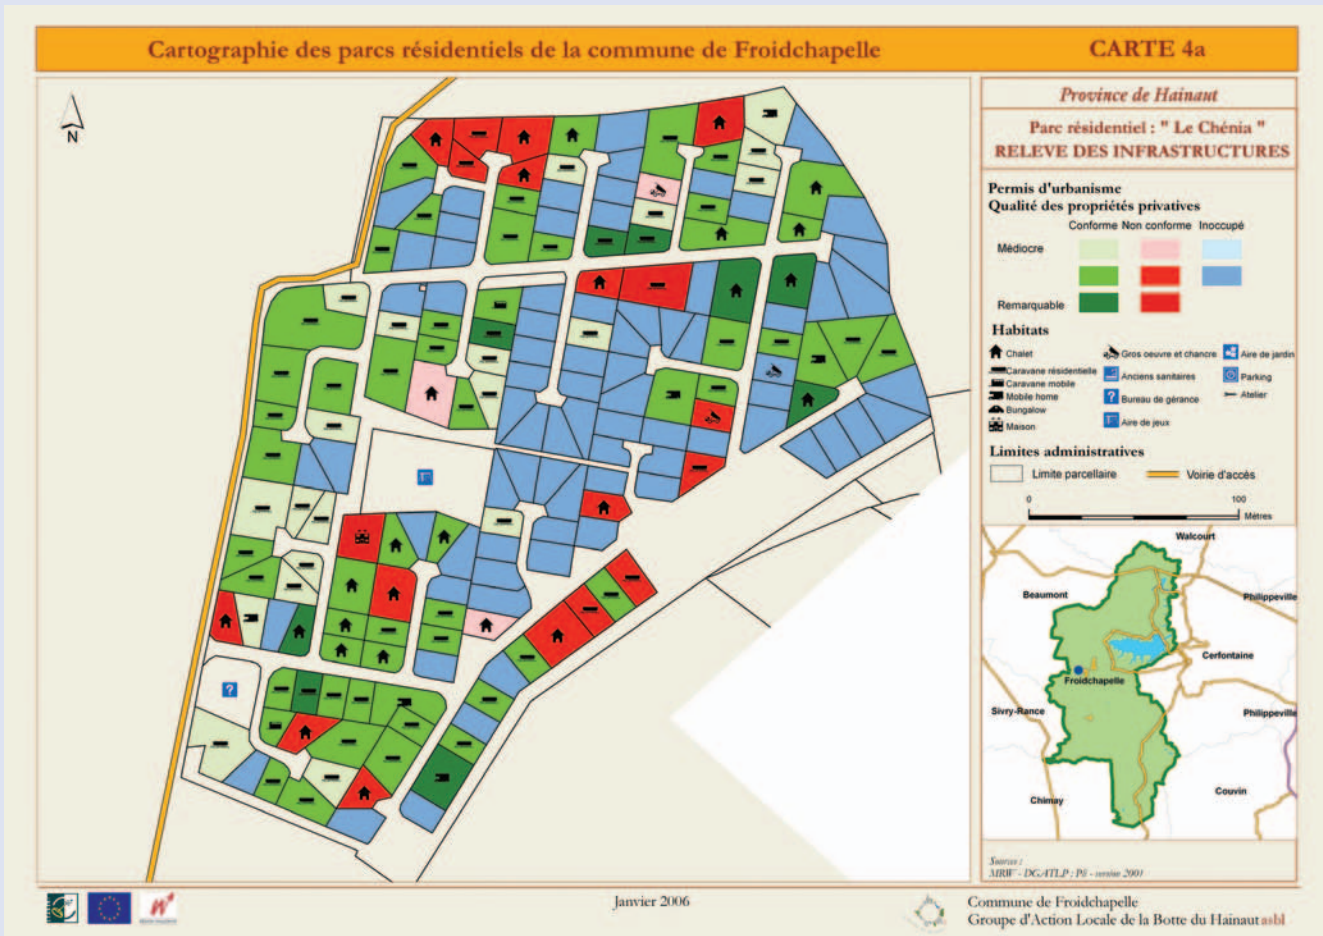 Cartographie des parcs résidentiels de la commune de Froidchapelle
CARTE 4a
N
Province de Hainaut
Parc résidentiel : " Le Chénia "
RELEVE DES INFRASTRUCTURES
Permis d'urbanisme
Qualité des propriétés privatives
Conforme Non conforme Inoccupé
Médiocre
Remarquable
Habitats
Chalet
Caravane résidentielle
Caravane mobile
Mobile home
Bungalow
Maison
Gros oeuvre et chancre
Anciens sanitaires
Bureau de gérance
Aire de jeux
Aire de jardin
Parking
Atelier
Limites administratives
Limite parcellaire
Voirie d'accès
0 100
Mètres
Walcourt
Beaumont
Philippeville
Cerfontaine
Froidchapelle
Sivry-Rance
Philippeville
Couvin
Chimay
Sources :
MRW - DGATLP : Pli - version 2001
Janvier 2006
Commune de Froidchapelle
Groupe d'Action Locale de la Botte du Hainaut asbl